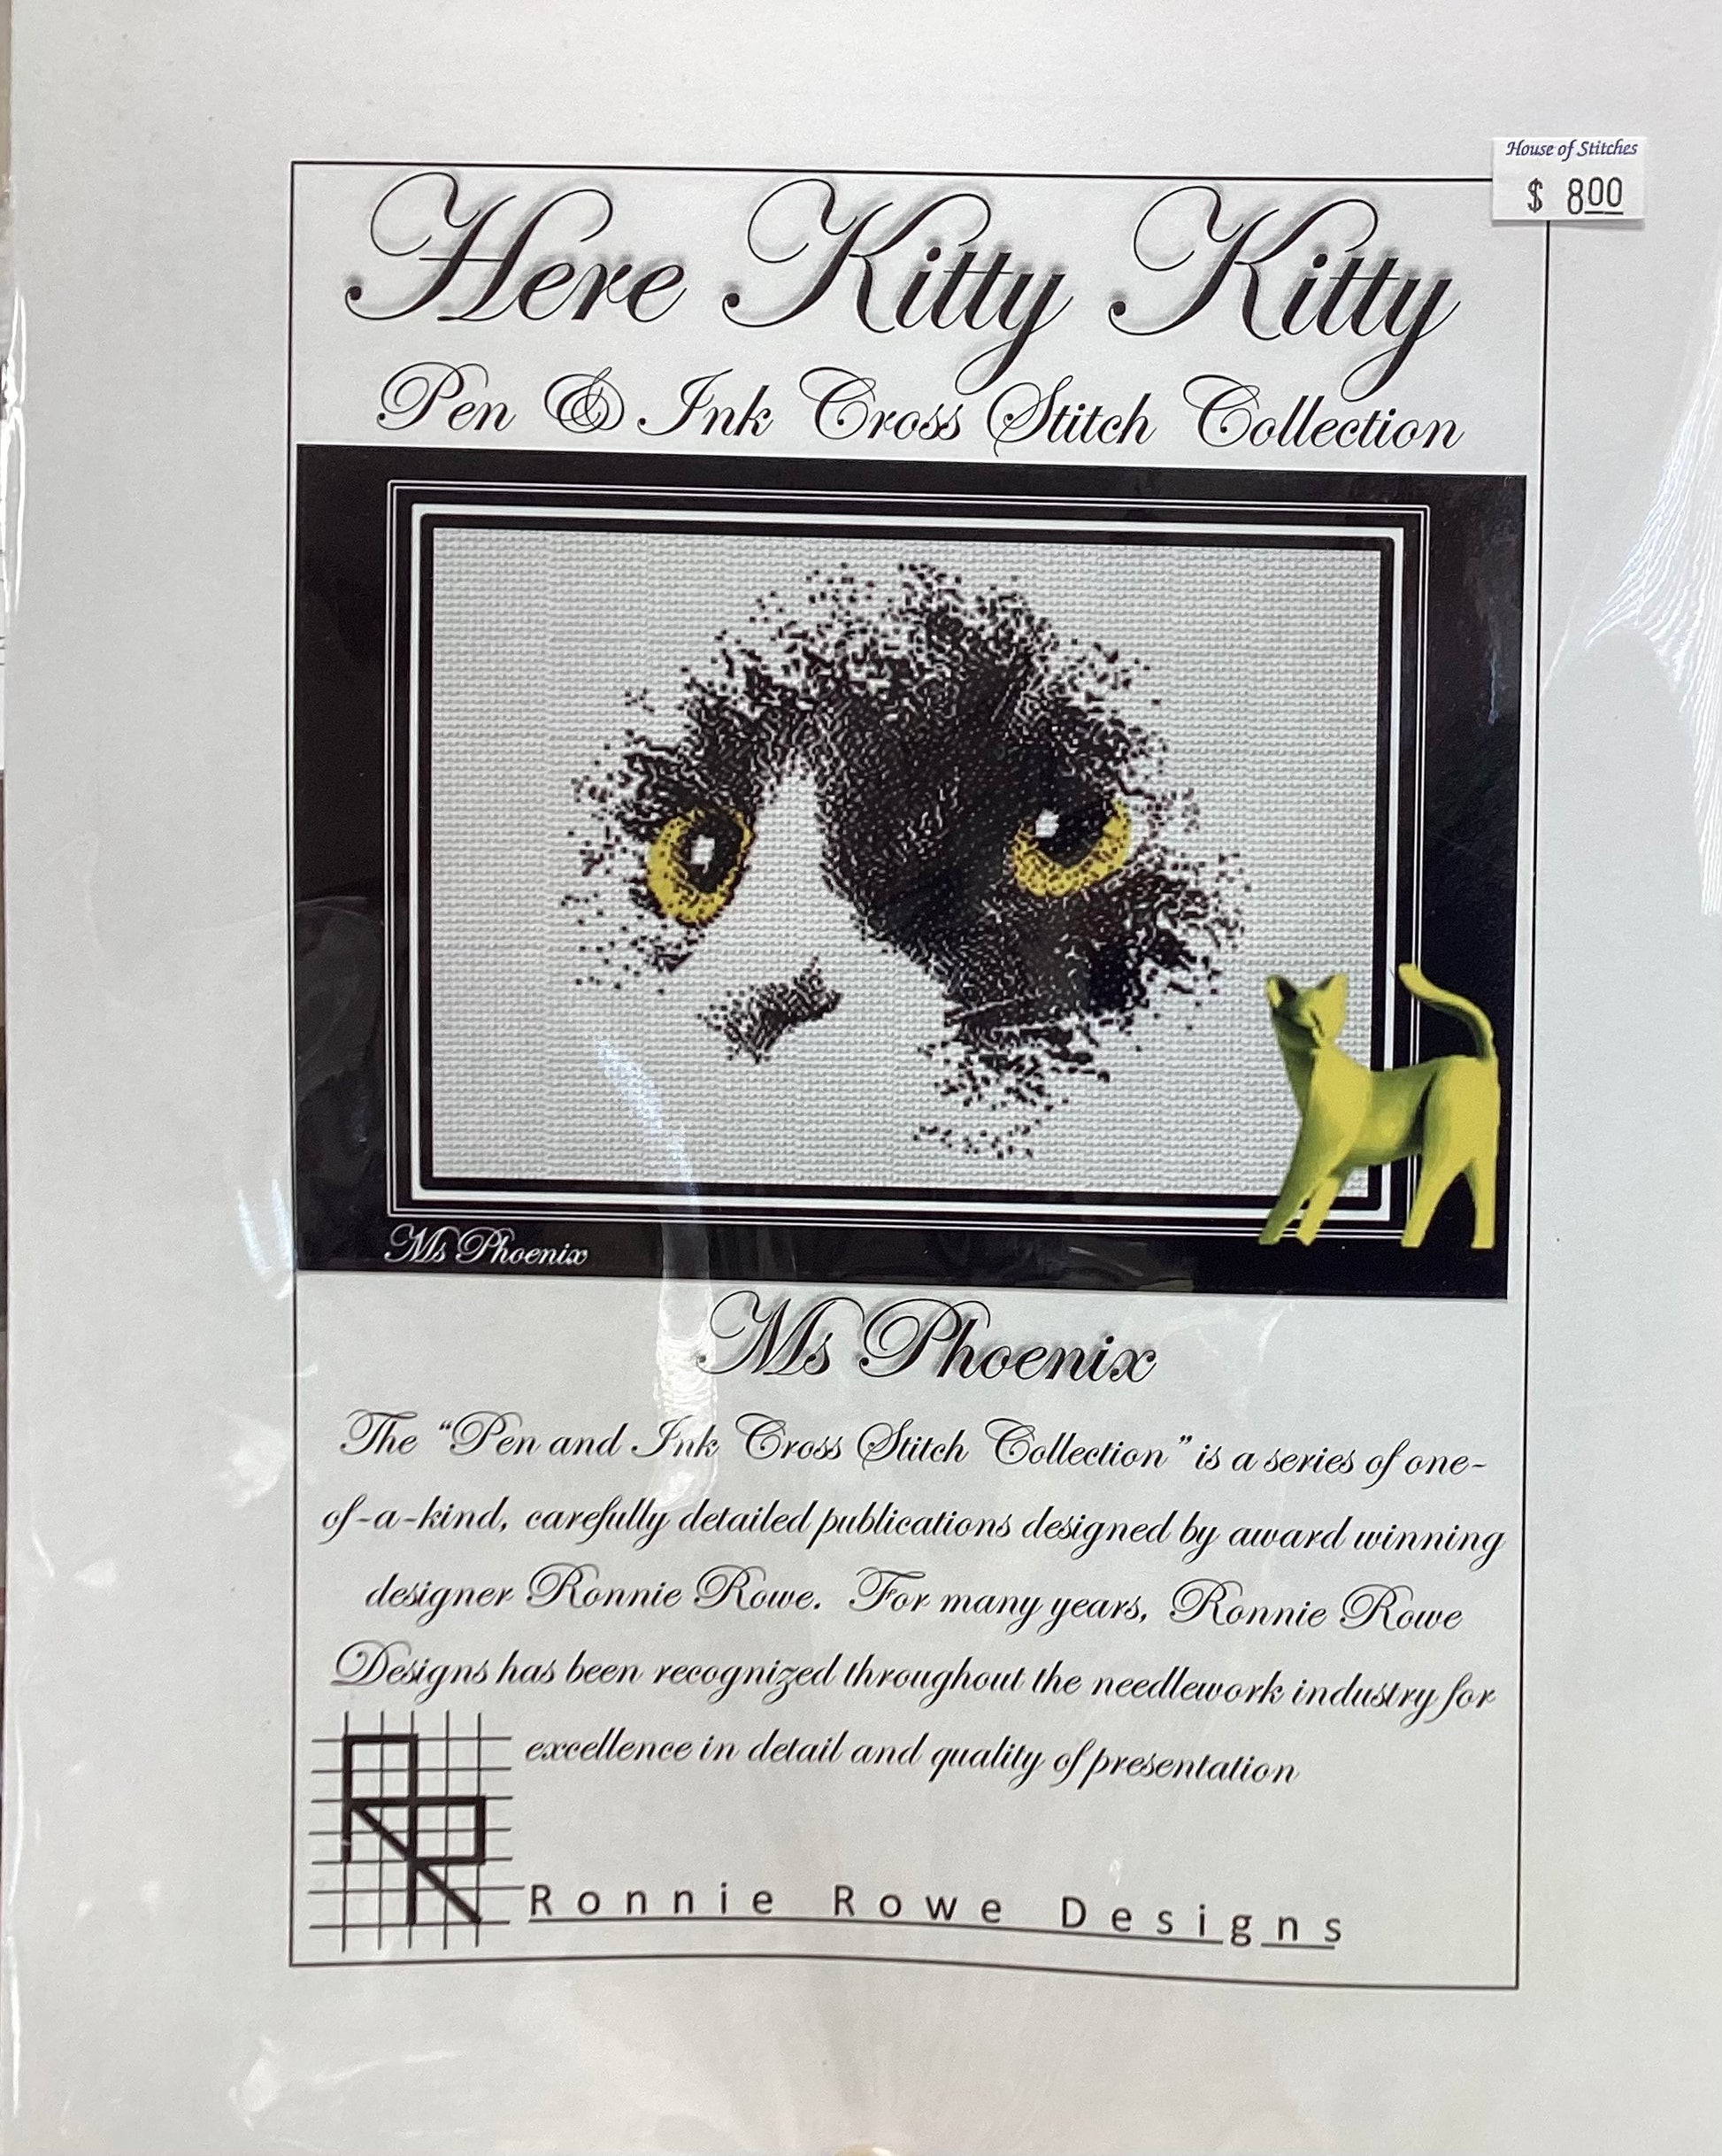 House of Stitches
$ 8.00
Here Kitty Kitty
Pen & Ink Cross Stitch Collection
Ms Phoenix
Ms Phoenix
The “Pen and Ink Cross Stitch Collection” is a series of one-
of-a-kind, carefully detailed publications designed by award winning
designer Ronnie Rowe. For many years, Ronnie Rowe
Designs has been recognized throughout the needlework industry for
excellence in detail and quality of presentation
RR
Ronnie Rowe Designs